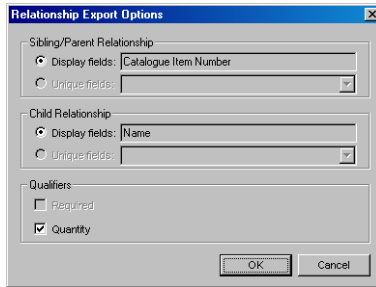 Relationship Export Options
Sibling/Parent Relationship
Display fields: Catalogue Item Number
Unique fields:
Child Relationship
Display fields: Name
Unique fields:
Qualifiers
Required
Quantity
OK Cancel